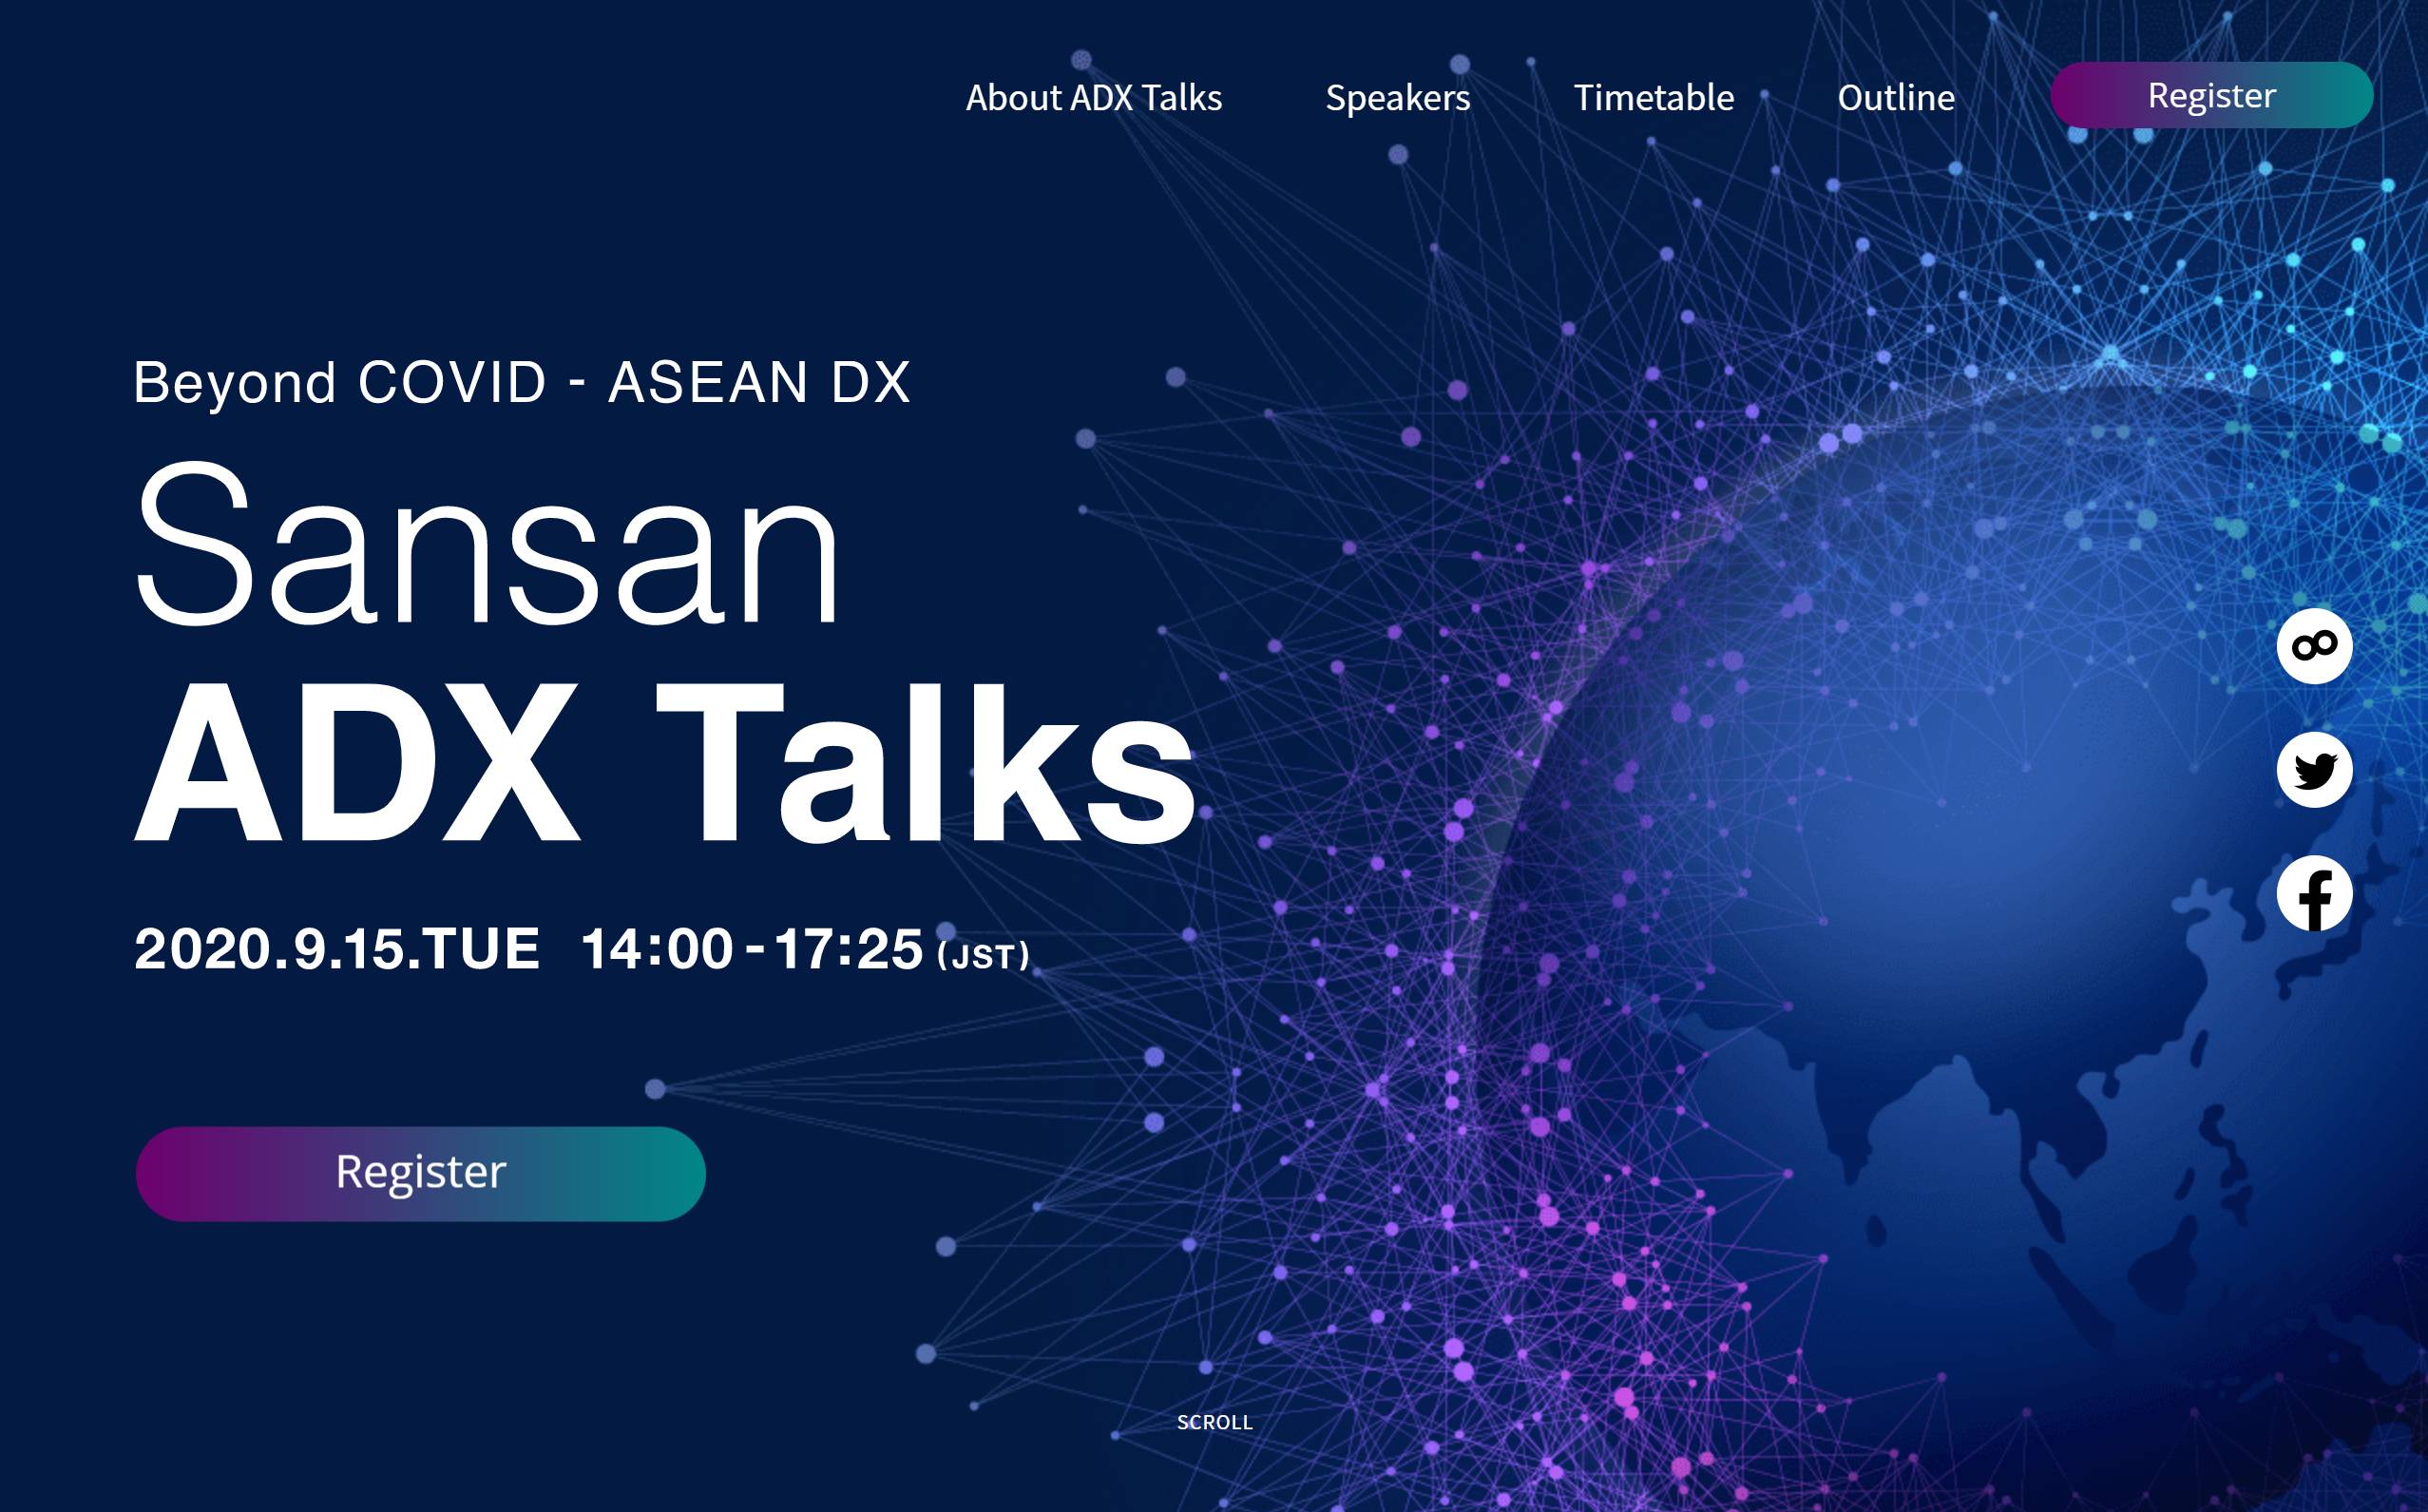 About ADX Talks
Speakers
Timetable
Outline
Register
Beyond COVID - ASEAN DX
Sansan
ADX Talks
2020.9.15.TUE 14:00-17:25 (JST)
Register
SCROLL